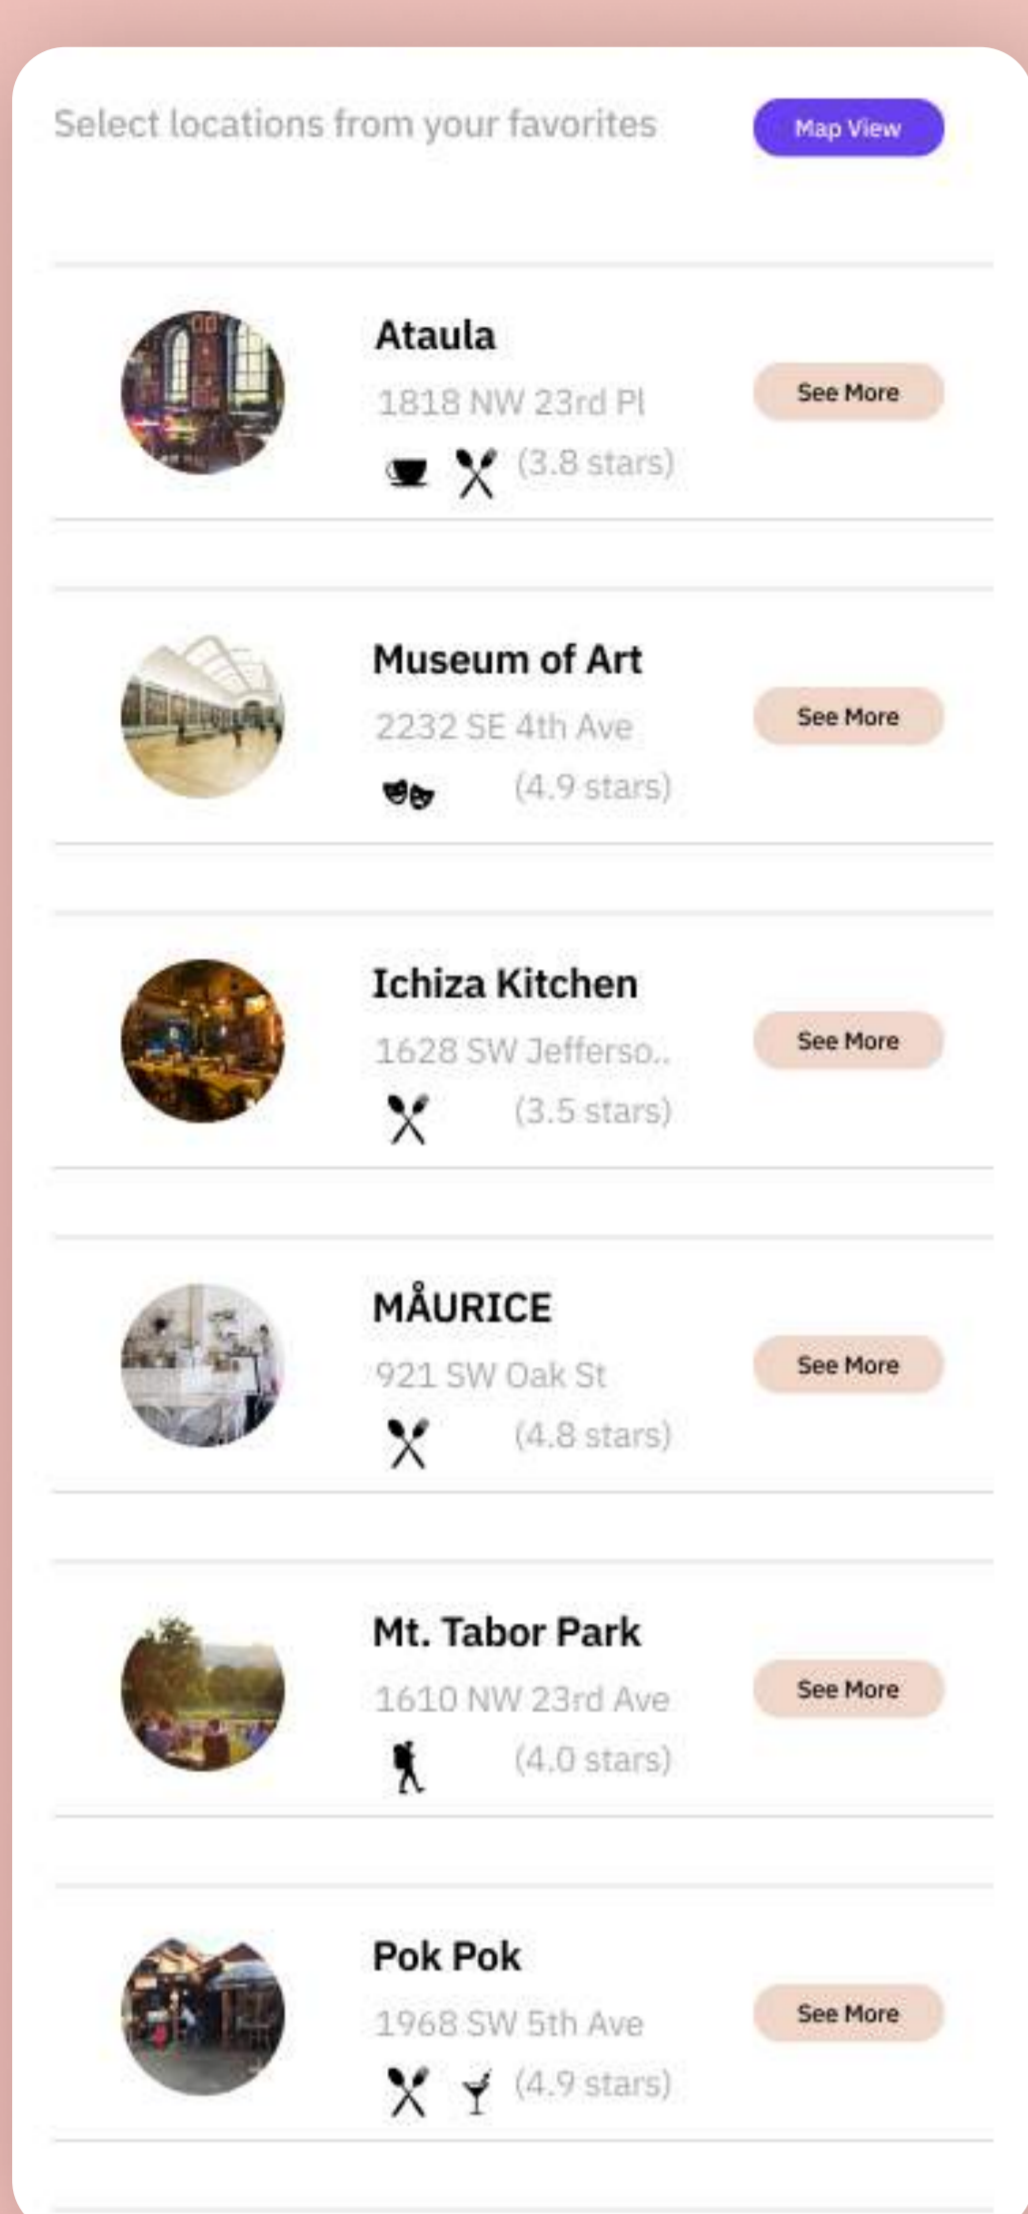 Select locations from your favorites
Map View
Ataula
1818 NW 23rd Pl
(3.8 stars)
See More
Museum of Art
2232 SE 4th Ave
(4.9 stars)
See More
Ichiza Kitchen
1628 SW Jefferso..
(3.5 stars)
See More
MÅURICE
921 SW Oak St
(4.8 stars)
See More
Mt. Tabor Park
1610 NW 23rd Ave
(4.0 stars)
See More
Pok Pok
1968 SW 5th Ave
(4.9 stars)
See More